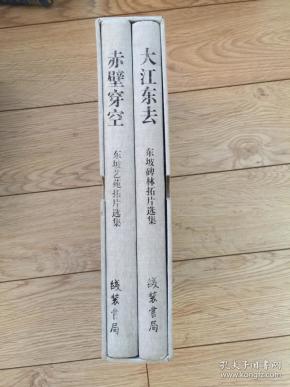 大江东去
东坡碑林拓片选集
线装书局
赤壁穿空
东坡艺苑拓片选集
线装书局
孔夫子旧书网